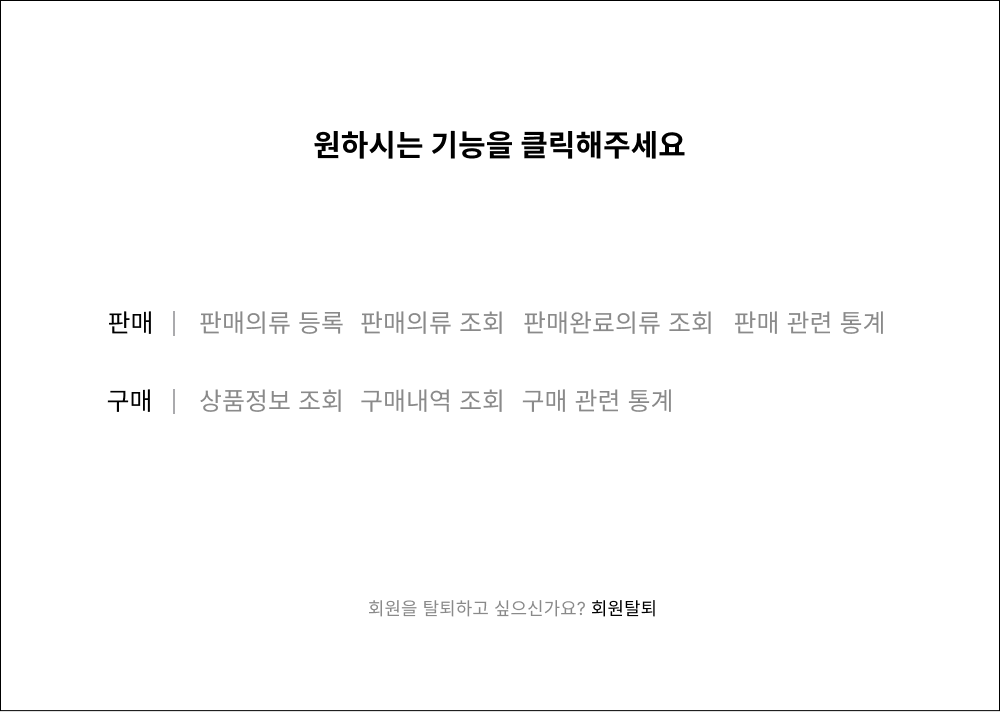 원하시는 기능을 클릭해주세요
판매 | 판매의류 등록 판매의류 조회 판매완료의류 조회 판매 관련 통계
구매 | 상품정보 조회 구매내역 조회 구매 관련 통계
회원을 탈퇴하고 싶으신가요? 회원탈퇴